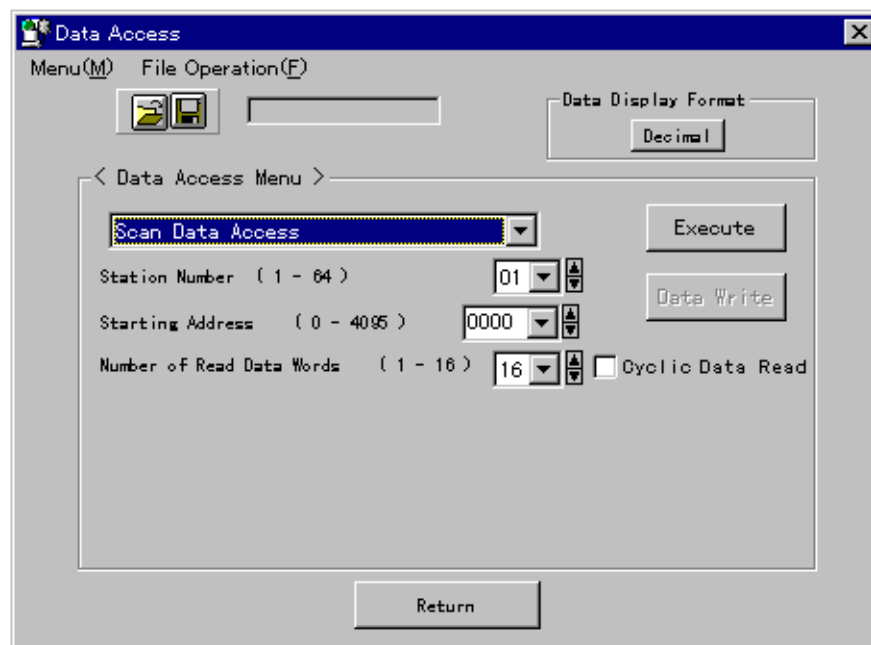 Data Access
Menu(M) File Operation(F)
Data Display Format
Decimal
< Data Access Menu >
Scan Data Access
Execute
Station Number ( 1 - 64 ) 01
Data Write
Starting Address ( 0 - 4095 ) 0000
Number of Read Data Words ( 1 - 16 ) 16 Cyclic Data Read
Return